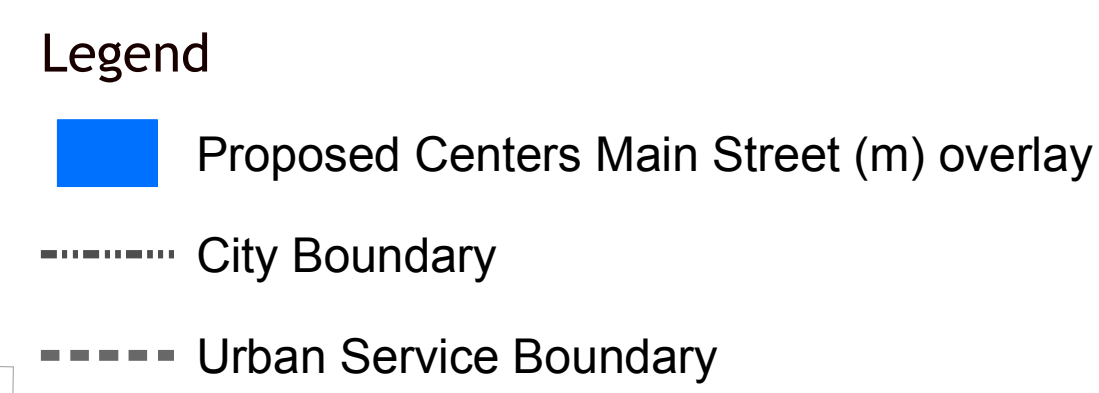 Legend
Proposed Centers Main Street (m) overlay
City Boundary
Urban Service Boundary